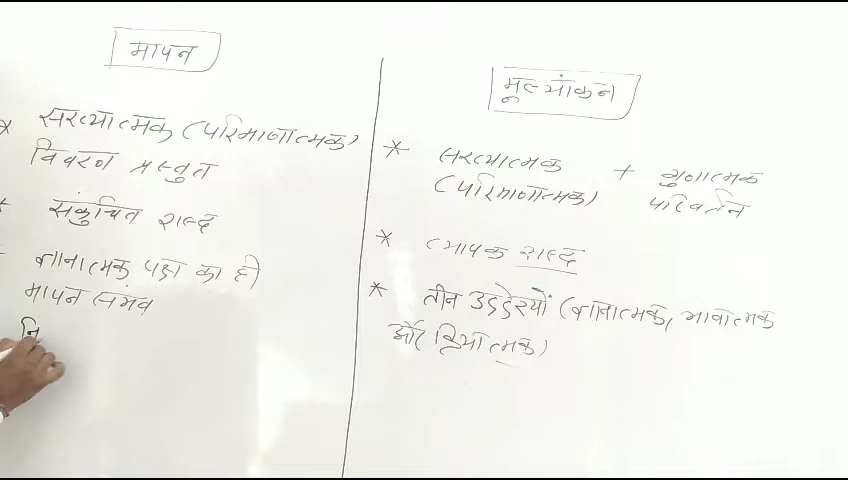 मापन
संख्यात्मक (परिमाणात्मक)
विवरण प्रस्तुत
संकुचित शब्द
ज्ञानात्मक पक्ष का ही
मापन संभव
नि
मूल्यांकन
* संख्यात्मक + गुणात्मक
(परिमाणात्मक) परिवर्तन
* व्यापक शब्द
* तीन उद्देश्यों (ज्ञानात्मक, भावात्मक
और क्रियात्मक)